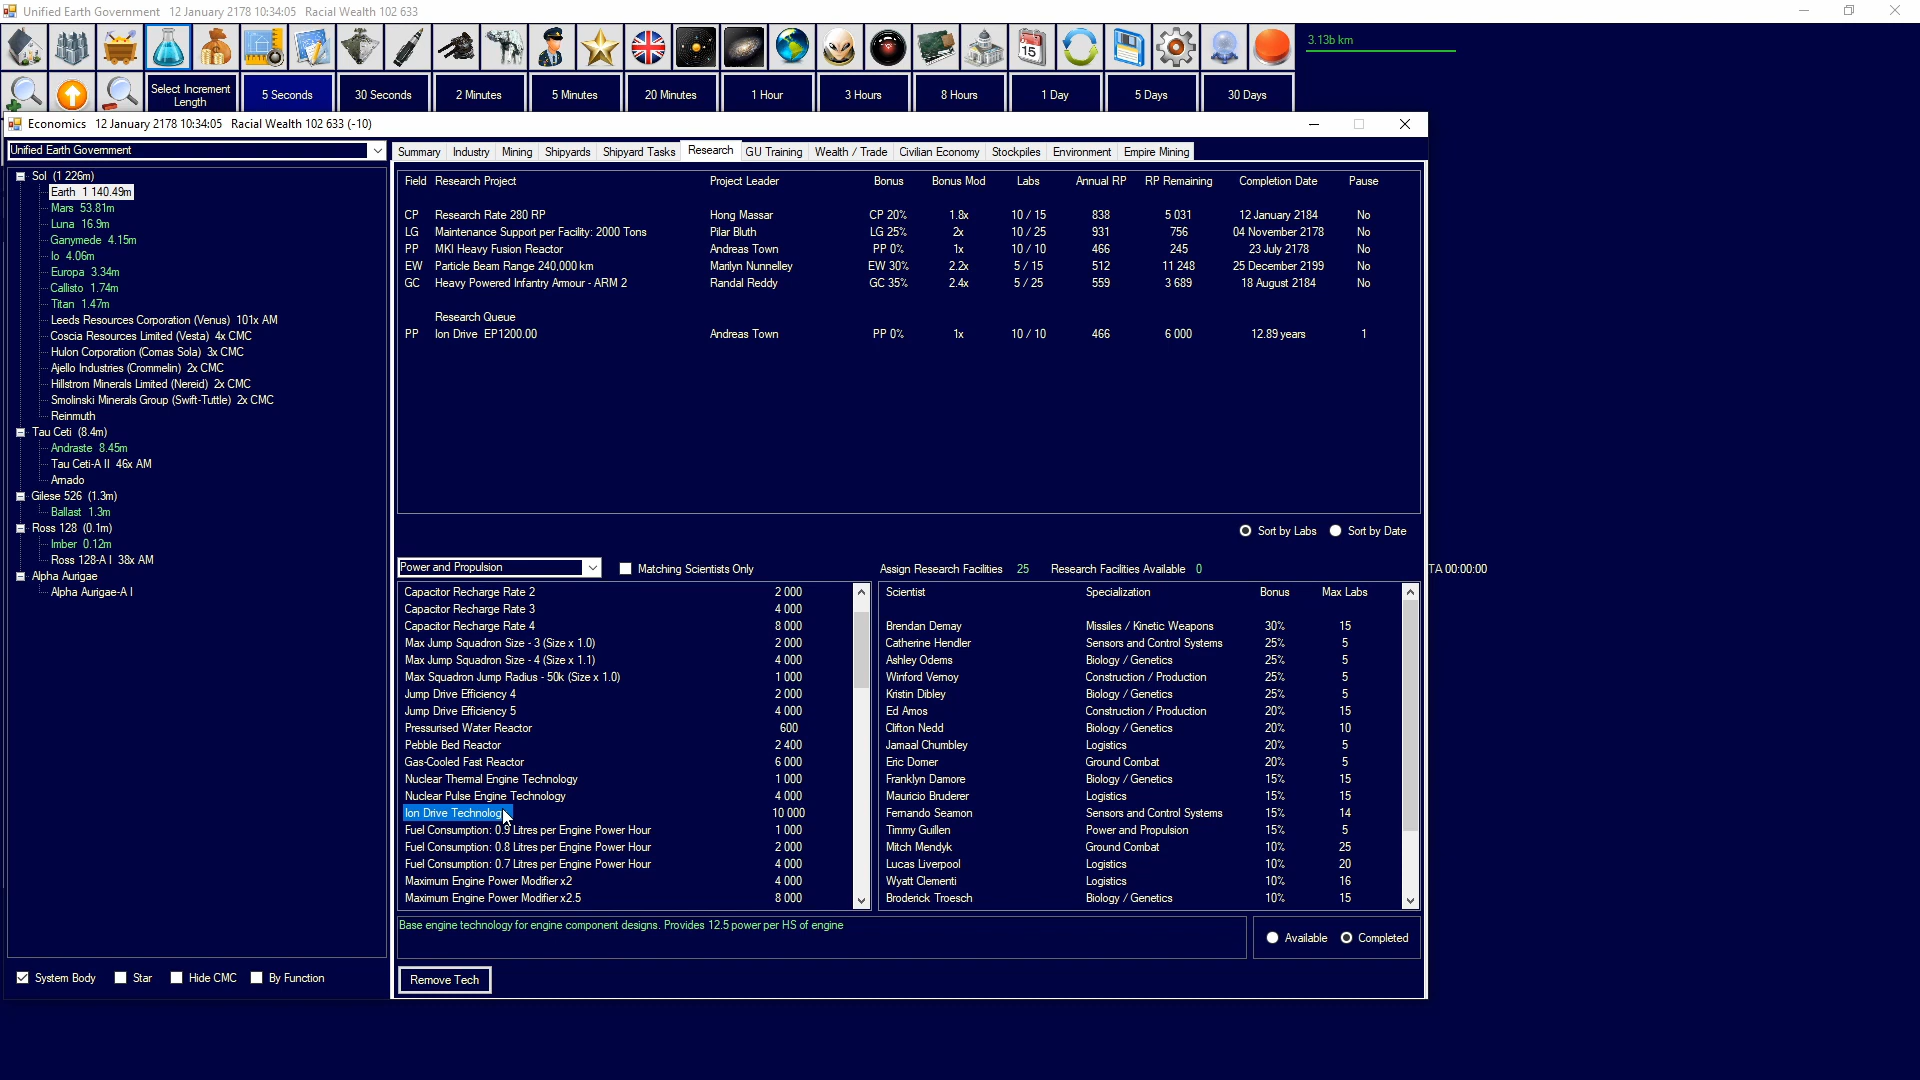 Unified Earth Government 12 January 2178 10:34:05 Racial Wealth 102 633
3.13b km
Select Increment Length 5 Seconds 30 Seconds 2 Minutes 5 Minutes 20 Minutes 1 Hour 3 Hours 8 Hours 1 Day 5 Days 30 Days
Economics 12 January 2178 10:34:05 Racial Wealth 102 633 (-10)
Unified Earth Government
Sol (1 226m)
Earth 1 140.49m
Mars 53.81m
Luna 16.9m
Ganymede 4.15m
Io 4.06m
Europa 3.34m
Callisto 1.74m
Titan 1.47m
Leeds Resources Corporation (Venus) 101x AM
Coscia Resources Limited (Vesta) 4x CMC
Hulon Corporation (Comas Sola) 3x CMC
Ajello Industries (Crommelin) 2x CMC
Hillstrom Minerals Limited (Nereid) 2x CMC
Smolinski Minerals Group (Swift-Tuttle) 2x CMC
Reinmuth
Tau Ceti (8.4m)
Andraste 8.45m
Tau Ceti-A II 46x AM
Amado
Gilese 526 (1.3m)
Ballast 1.3m
Ross 128 (0.1m)
Imber 0.12m
Ross 128-A I 38x AM
Alpha Aurigae
Alpha Aurigae-A I
System Body Star Hide CMC By Function
Summary Industry Mining Shipyards Shipyard Tasks Research GU Training Wealth / Trade Civilian Economy Stockpiles Environment Empire Mining
Field Research Project Project Leader Bonus Bonus Mod Labs Annual RP RP Remaining Completion Date Pause
CP Research Rate 280 RP Hong Massar CP 20% 1.8x 10 / 15 838 5 031 12 January 2184 No
LG Maintenance Support per Facility: 2000 Tons Pilar Bluth LG 25% 2x 10 / 25 931 756 04 November 2178 No
PP MKI Heavy Fusion Reactor Andreas Town PP 0% 1x 10 / 10 466 245 23 July 2178 No
EW Particle Beam Range 240,000 km Marilyn Nunnelley EW 30% 2.2x 5 / 15 512 11 248 25 December 2199 No
GC Heavy Powered Infantry Armour - ARM 2 Randal Reddy GC 35% 2.4x 5 / 25 559 3 689 18 August 2184 No
Research Queue
PP Ion Drive EP1200.00 Andreas Town PP 0% 1x 10 / 10 466 6 000 12.89 years 1
Sort by Labs Sort by Date
Power and Propulsion Matching Scientists Only Assign Research Facilities 25 Research Facilities Available 0
TA 00:00:00
Capacitor Recharge Rate 2 2 000
Capacitor Recharge Rate 3 4 000
Capacitor Recharge Rate 4 8 000
Max Jump Squadron Size - 3 (Size x 1.0) 2 000
Max Jump Squadron Size - 4 (Size x 1.1) 4 000
Max Squadron Jump Radius - 50k (Size x 1.0) 1 000
Jump Drive Efficiency 4 2 000
Jump Drive Efficiency 5 4 000
Pressurised Water Reactor 600
Pebble Bed Reactor 2 400
Gas-Cooled Fast Reactor 6 000
Nuclear Thermal Engine Technology 1 000
Nuclear Pulse Engine Technology 4 000
Ion Drive Technology 10 000
Fuel Consumption: 0.9 Litres per Engine Power Hour 1 000
Fuel Consumption: 0.8 Litres per Engine Power Hour 2 000
Fuel Consumption: 0.7 Litres per Engine Power Hour 4 000
Maximum Engine Power Modifier x2 4 000
Maximum Engine Power Modifier x2.5 8 000
Scientist Specialization Bonus Max Labs
Brendan Demay Missiles / Kinetic Weapons 30% 15
Catherine Hendler Sensors and Control Systems 25% 5
Ashley Odems Biology / Genetics 25% 5
Winford Vernoy Construction / Production 25% 5
Kristin Dibley Biology / Genetics 25% 5
Ed Amos Construction / Production 20% 15
Clifton Nedd Biology / Genetics 20% 10
Jamaal Chumbley Logistics 20% 5
Eric Domer Ground Combat 20% 5
Franklyn Damore Biology / Genetics 15% 15
Mauricio Bruderer Logistics 15% 15
Fernando Seamon Sensors and Control Systems 15% 14
Timmy Guillen Power and Propulsion 15% 5
Mitch Mendyk Ground Combat 10% 25
Lucas Liverpool Logistics 10% 20
Wyatt Clementi Logistics 10% 16
Broderick Troesch Biology / Genetics 10% 15
Base engine technology for engine component designs. Provides 12.5 power per HS of engine
Available Completed
Remove Tech